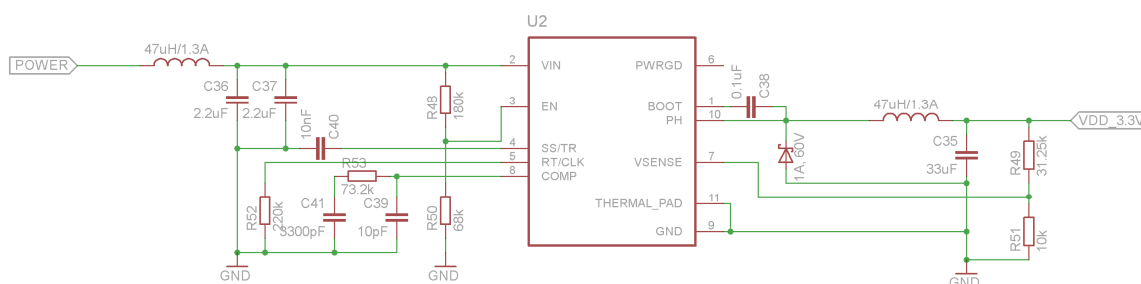 U2
POWER
47uH/1.3A
C36
2.2uF
C37
2.2uF
10nF
C40
R48
180k
R53
73.2k
R52
220k
C41
3300pF
C39
10pF
R50
68k
GND
GND
2
VIN
3
EN
4
SS/TR
5
RT/CLK
8
COMP
PWRGD
6
BOOT
1
PH
10
VSENSE
7
THERMAL_PAD
11
GND
9
0.1uF
C38
1A, 60V
47uH/1.3A
VDD_3.3V
C35
33uF
R49
31.25k
R51
10k
GND